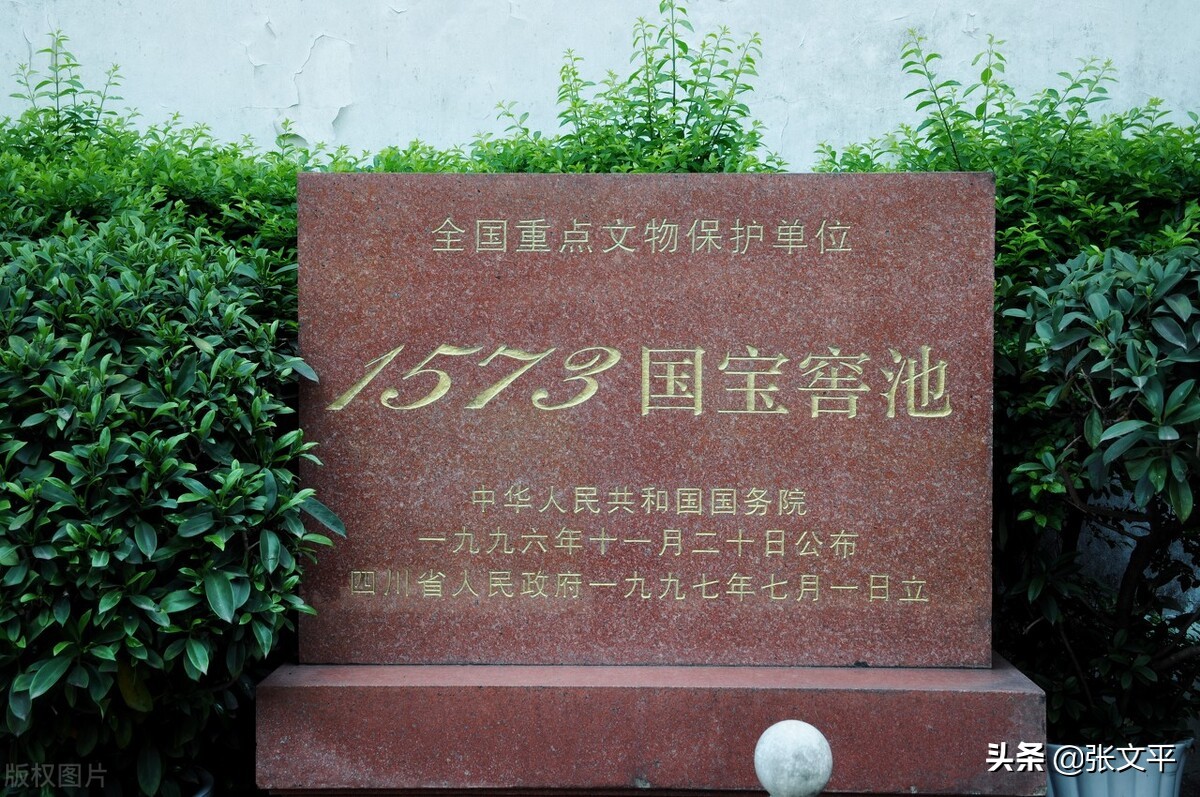 全国重点文物保护单位
1573国宝窖池
中华人民共和国国务院
一九九六年十一月二十日公布
四川省人民政府一九九七年七月一日立
版权图片
头条 @张文平